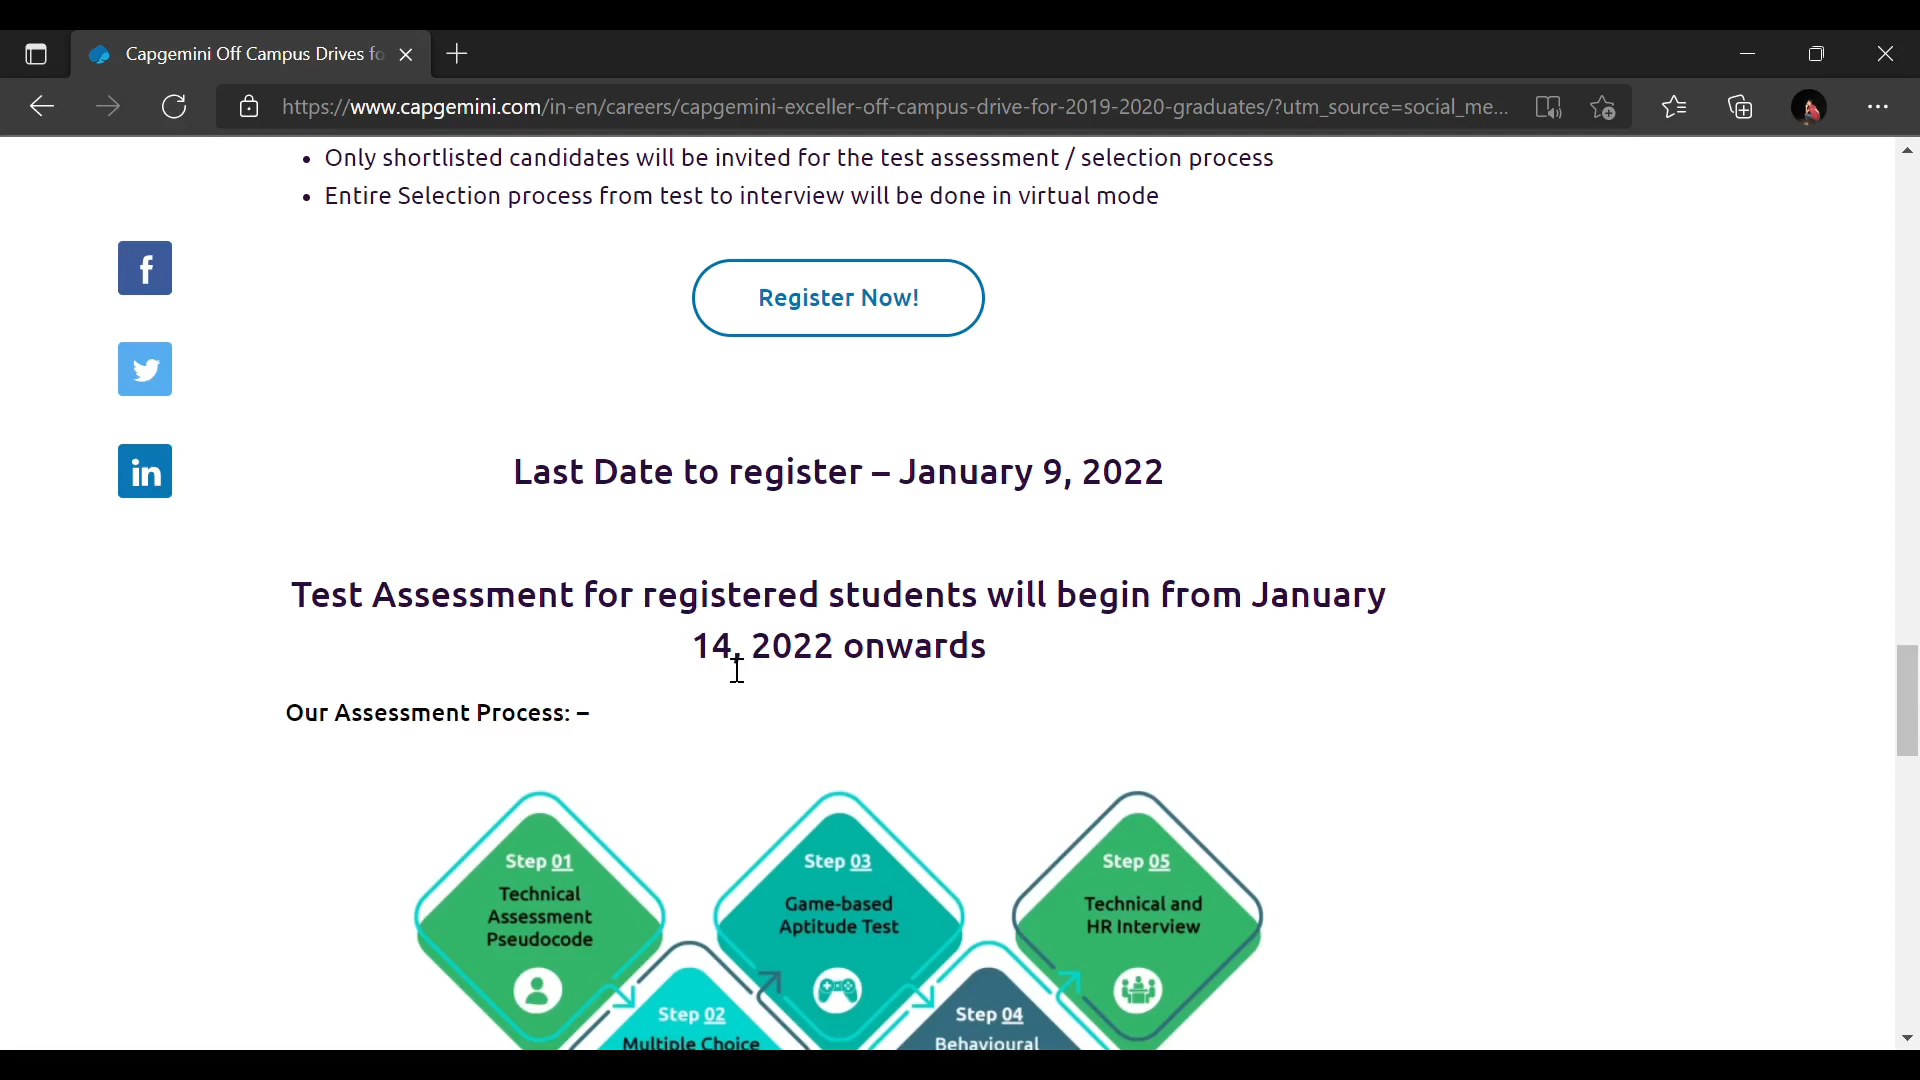 Capgemini Off Campus Drives fo
https://www.capgemini.com/in-en/careers/capgemini-exceller-off-campus-drive-for-2019-2020-graduates/?utm_source=social_me...
• Only shortlisted candidates will be invited for the test assessment / selection process
• Entire Selection process from test to interview will be done in virtual mode
f
in
Register Now!
Last Date to register – January 9, 2022
Test Assessment for registered students will begin from January
14, 2022 onwards
Our Assessment Process: –
Step 01
Technical
Assessment
Pseudocode
Step 02
Multiple Choice
Step 03
Game-based
Aptitude Test
Step 04
Behavioural
Step 05
Technical and
HR Interview